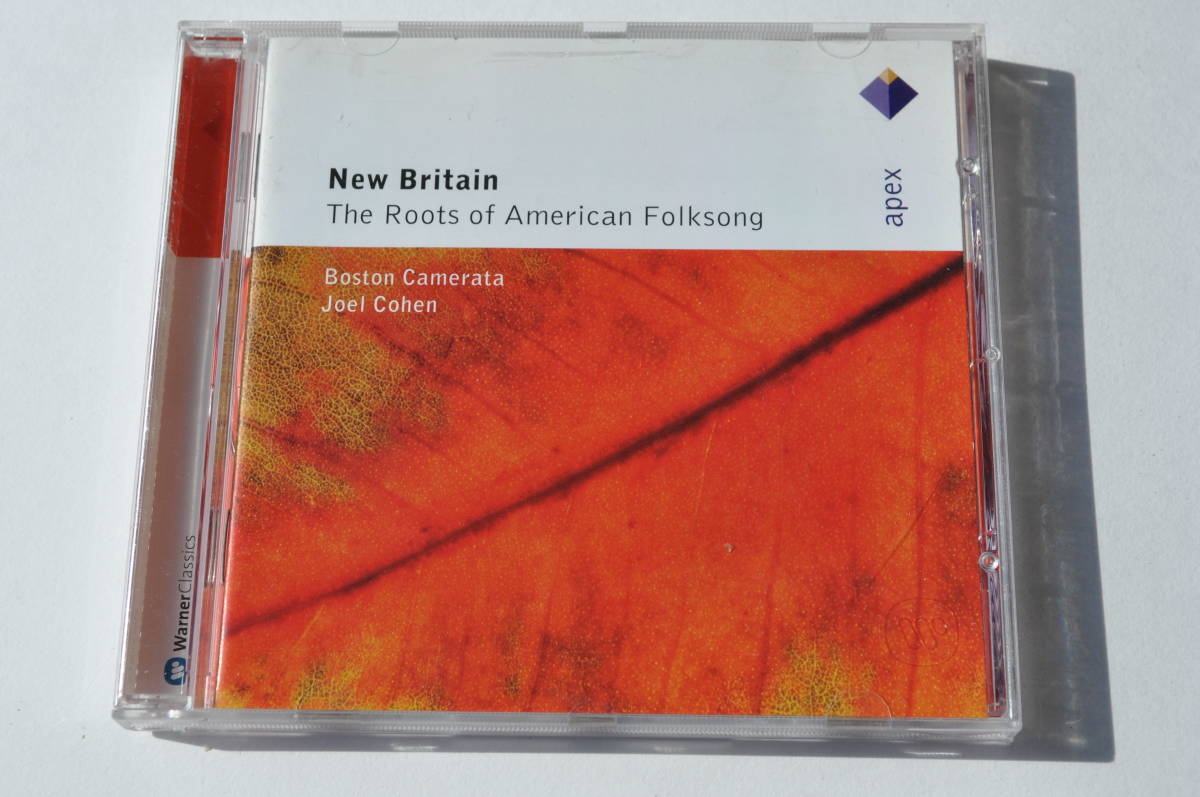 New Britain
The Roots of American Folksong
apex
Boston Camerata
Joel Cohen
WarnerClassics